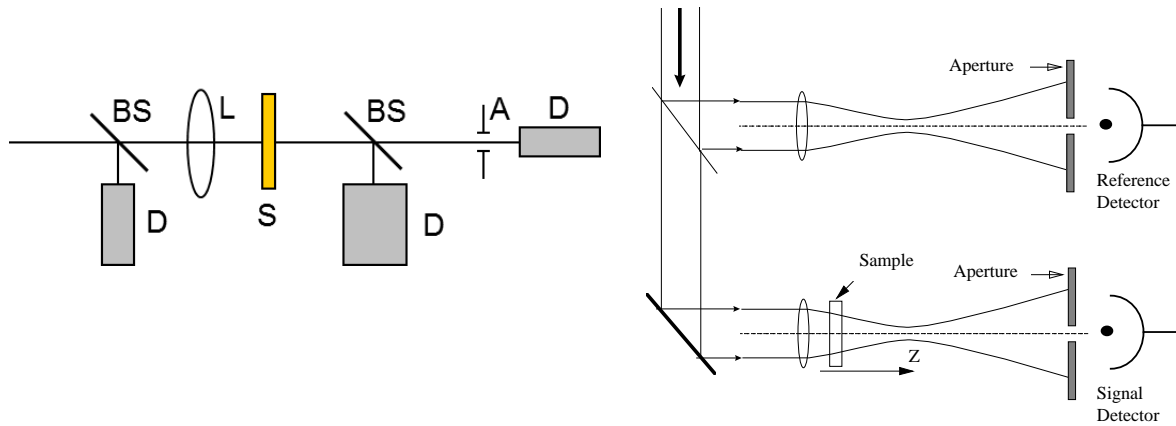 BS
L
BS
A
D
D
S
D
Aperture
Reference
Detector
Sample
Aperture
Z
Signal
Detector